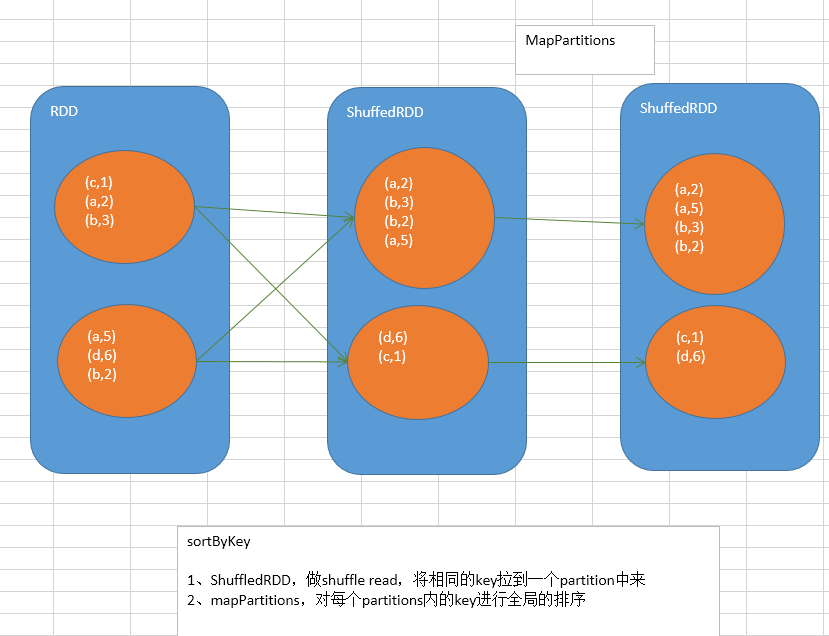 MapPartitions
RDD
(c,1)
(a,2)
(b,3)
(a,5)
(d,6)
(b,2)
ShuffedRDD
(a,2)
(b,3)
(b,2)
(a,5)
(d,6)
(c,1)
ShuffedRDD
(a,2)
(a,5)
(b,3)
(b,2)
(c,1)
(d,6)
sortByKey
1、ShuffledRDD，做shuffle read，将相同的key拉到一个partition中来
2、mapPartitions，对每个partitions内的key进行全局的排序